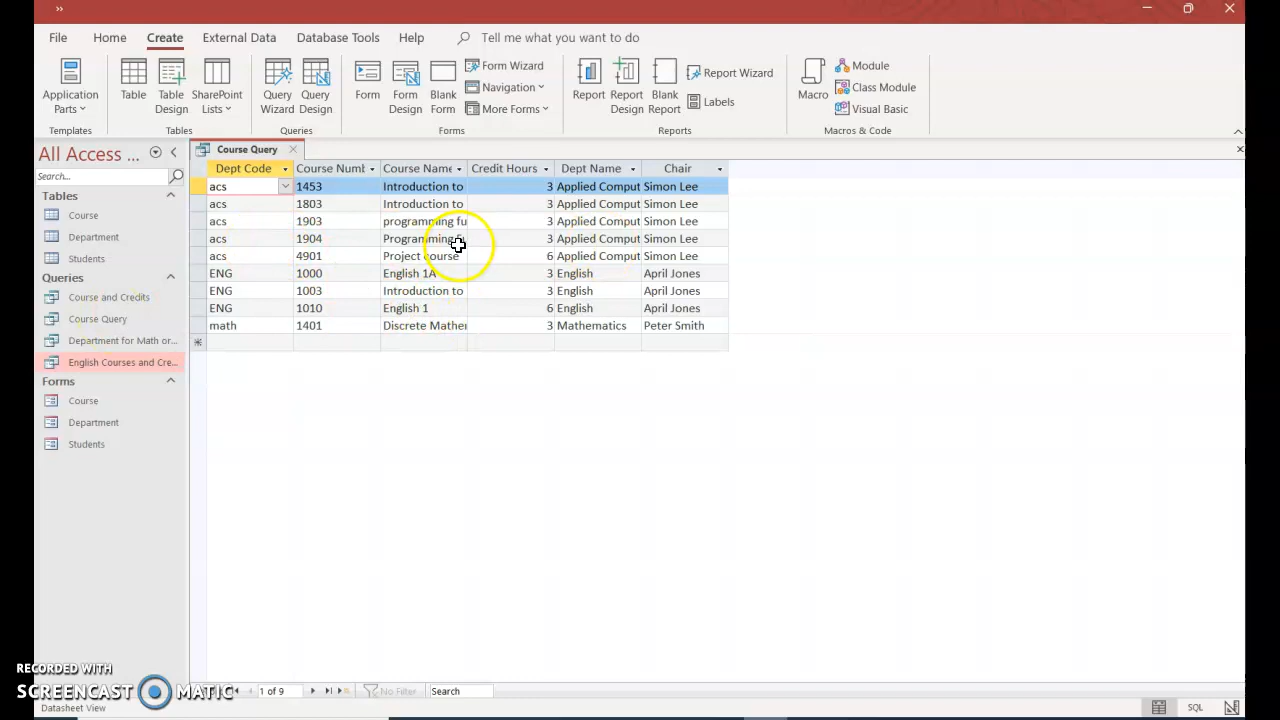 »
File Home Create External Data Database Tools Help Tell me what you want to do
Application Parts
Table
Table Design
SharePoint Lists
Query Wizard
Query Design
Form
Form Design
Blank Form
Form Wizard
Navigation
More Forms
Report
Report Design
Blank Report
Report Wizard
Labels
Macro
Module
Class Module
Visual Basic
Templates Tables Queries Forms Reports Macros & Code
All Access ...
Search...
Tables
Course
Department
Students
Queries
Course and Credits
Course Query
Department for Math or...
English Courses and Cre...
Forms
Course
Department
Students
Course Query
Dept Code Course Numb Course Name Credit Hours Dept Name Chair
acs 1453 Introduction to 3 Applied Comput Simon Lee
acs 1803 Introduction to 3 Applied Comput Simon Lee
acs 1903 programming fu 3 Applied Comput Simon Lee
acs 1904 Programming fu 3 Applied Comput Simon Lee
acs 4901 Project course 6 Applied Comput Simon Lee
ENG 1000 English 1A 3 English April Jones
ENG 1003 Introduction to 3 English April Jones
ENG 1010 English 1 6 English April Jones
math 1401 Discrete Mather 3 Mathematics Peter Smith
1 of 9 No Filter Search
RECORDED WITH
SCREENCAST MATIC
Datasheet View SQL